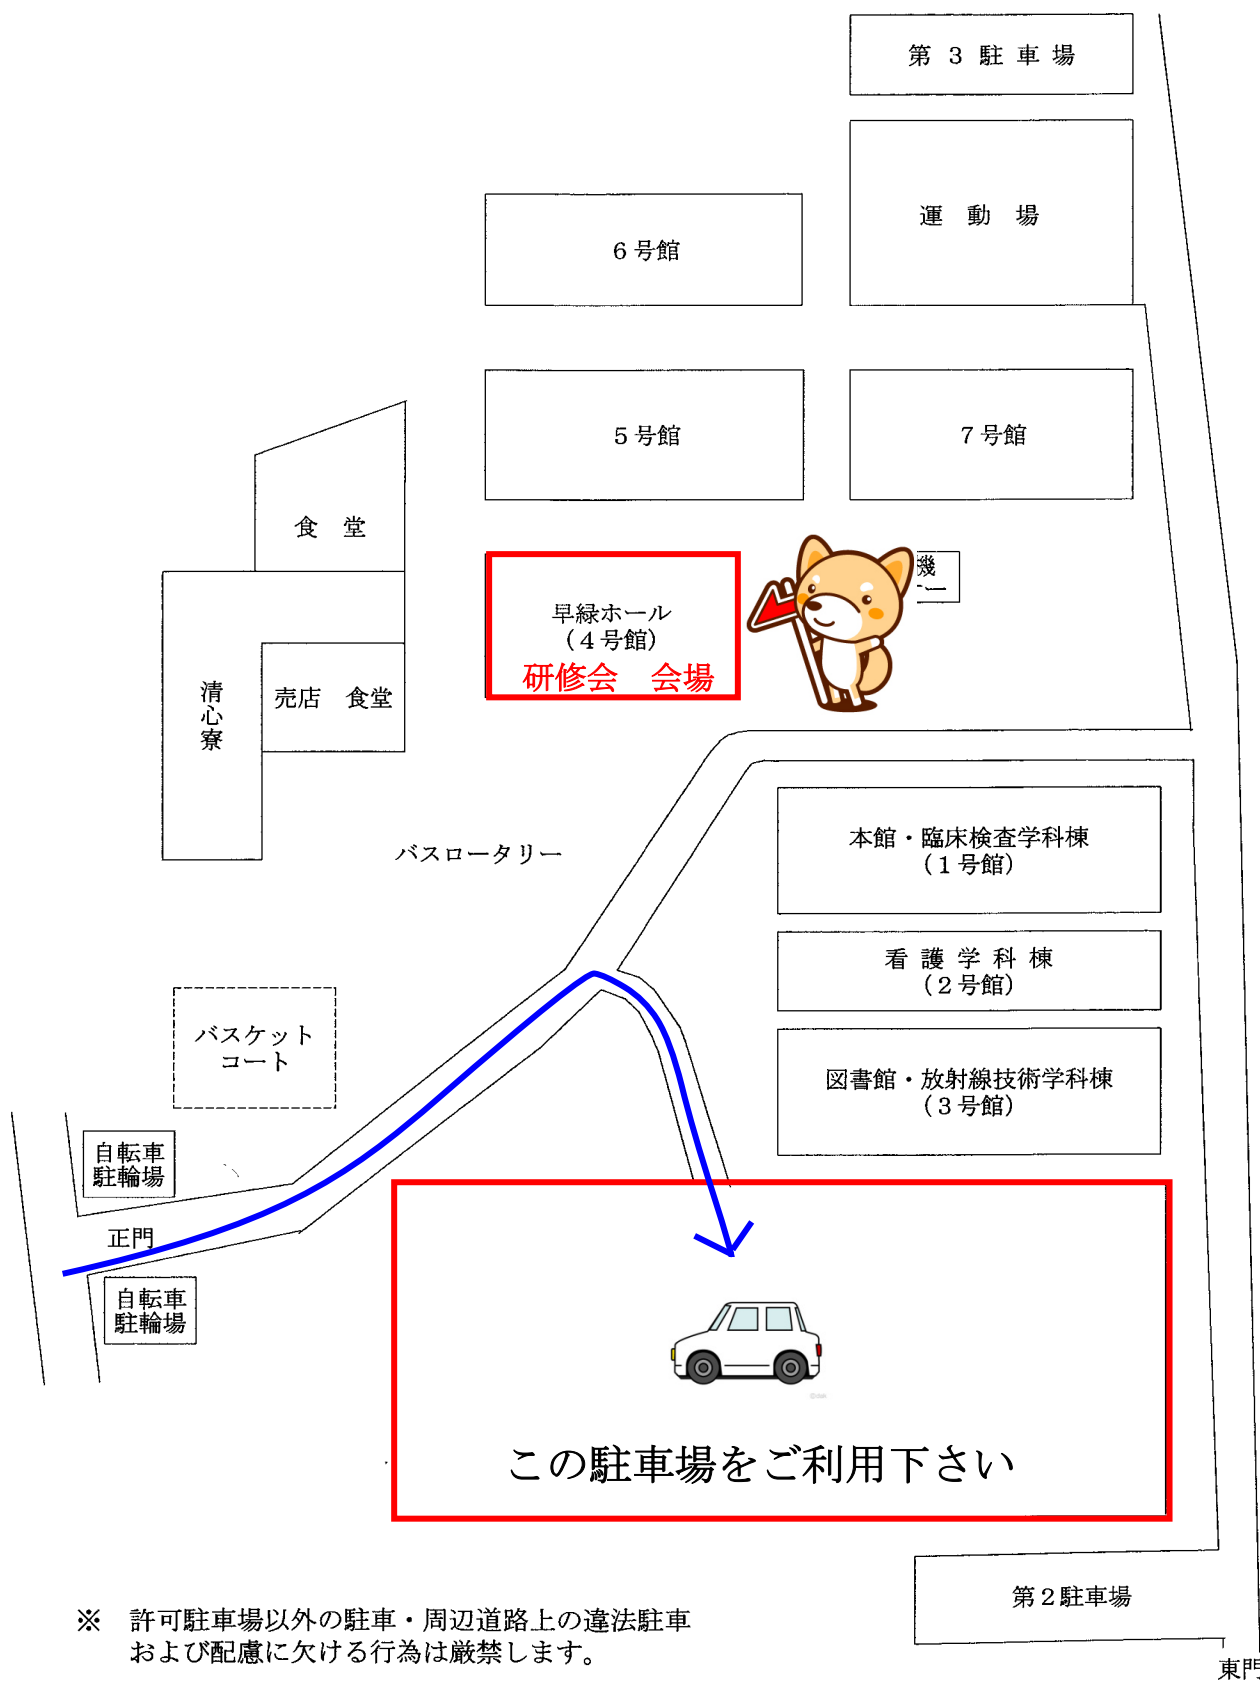 第 3 駐 車 場
運 動 場
6号館
5号館
7号館
食 堂
機
ー
早緑ホール
（4号館）
研修会 会場
清心寮
売店 食堂
バスロータリー
本館・臨床検査学科棟
（1号館）
看 護 学 科 棟
（2号館）
バスケット
コート
図書館・放射線技術学科棟
（3号館）
自転車
駐輪場
正門
自転車
駐輪場
この駐車場をご利用下さい
第2駐車場
※ 許可駐車場以外の駐車・周辺道路上の違法駐車
および配慮に欠ける行為は厳禁します。
東門